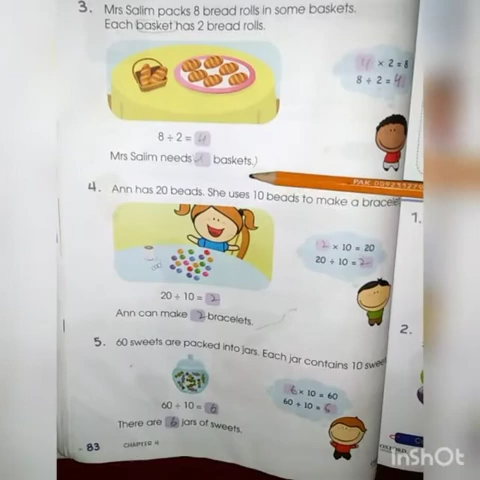 3. Mrs Salim packs 8 bread rolls in some baskets.
Each basket has 2 bread rolls.
4 × 2 = 8
8 ÷ 2 = 4
8 ÷ 2 = 4
Mrs Salim needs 4 baskets.
4. Ann has 20 beads. She uses 10 beads to make a bracelet
1.
2 × 10 = 20
20 ÷ 10 = 2
20 ÷ 10 = 2
Ann can make 2 bracelets.
2.
5. 60 sweets are packed into jars. Each jar contains 10 sweets
6 × 10 = 60
60 ÷ 10 = 6
60 ÷ 10 = 6
There are 6 jars of sweets.
83 CHAPTER 4
OXFORD
InShOt